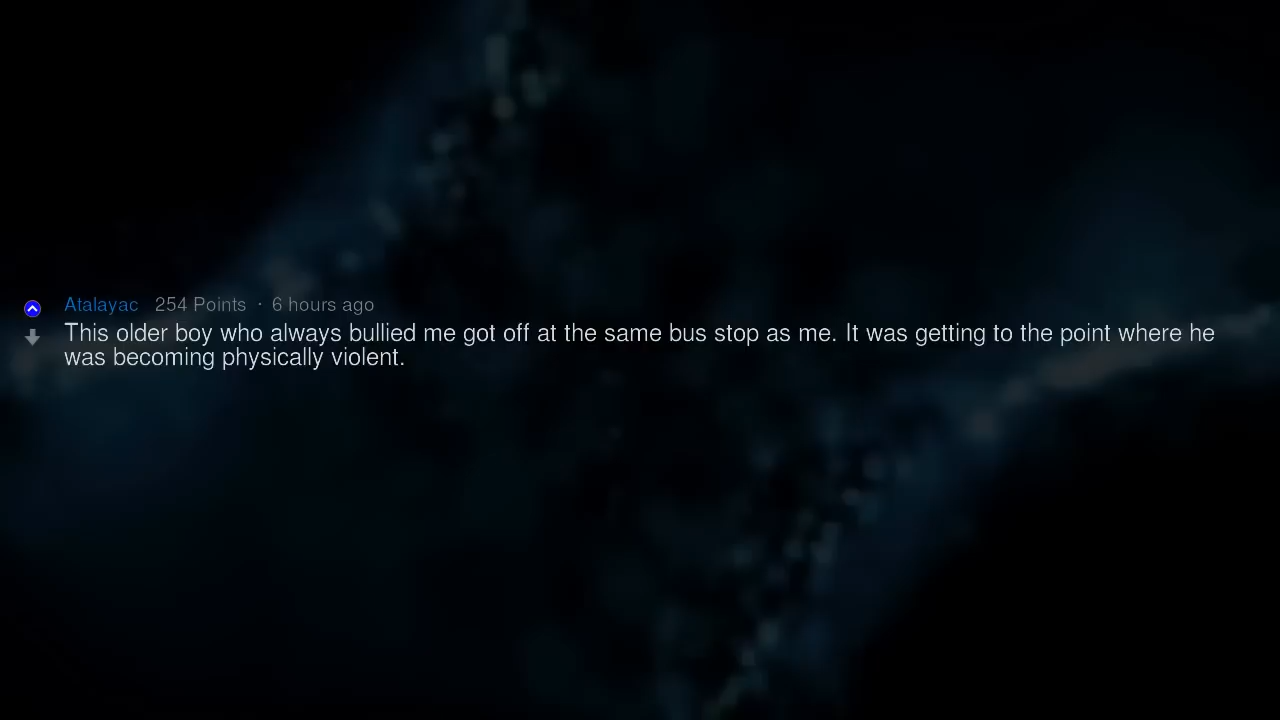 Atalayac 254 Points · 6 hours ago
This older boy who always bullied me got off at the same bus stop as me. It was getting to the point where he
was becoming physically violent.